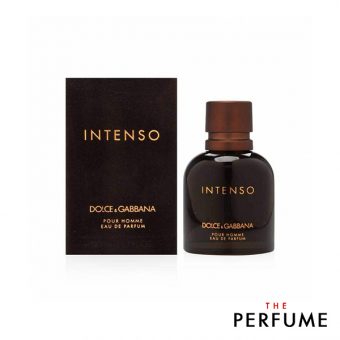 INTENSO
DOLCE & GABBANA
POUR HOMME
EAU DE PARFUM
INTENSO
DOLCE & GABBANA
POUR HOMME
EAU DE PARFUM
THE
PERFUME